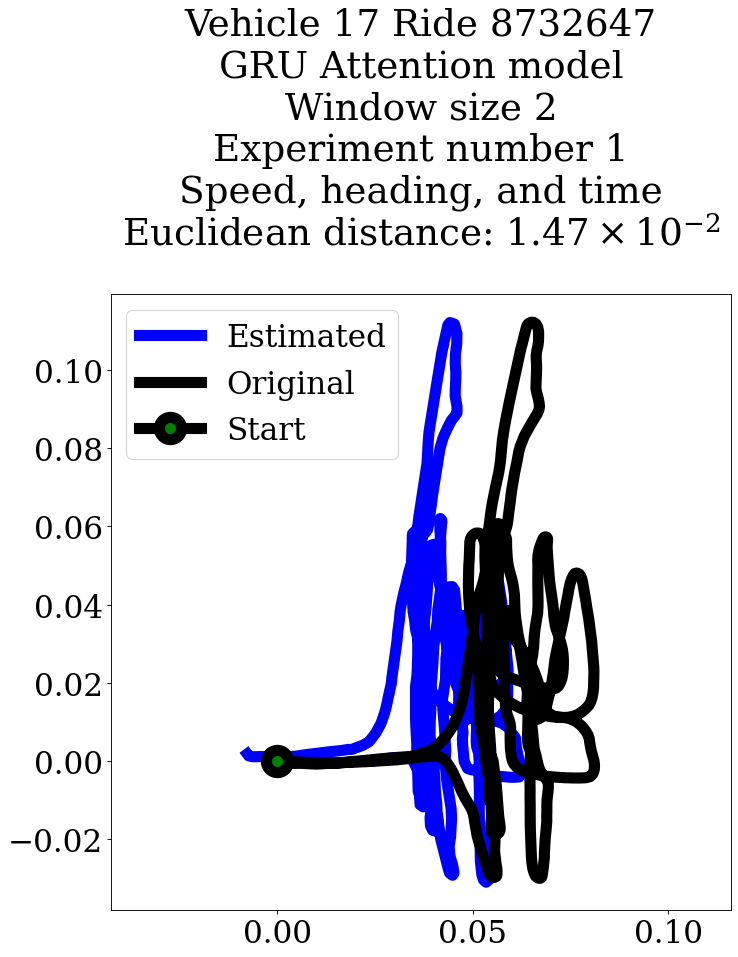 Vehicle 17 Ride 8732647
GRU Attention model
Window size 2
Experiment number 1
Speed, heading, and time
Euclidean distance: 1.47 × 10⁻²
Estimated
Original
Start
0.10
0.08
0.06
0.04
0.02
0.00
−0.02
0.00 0.05 0.10